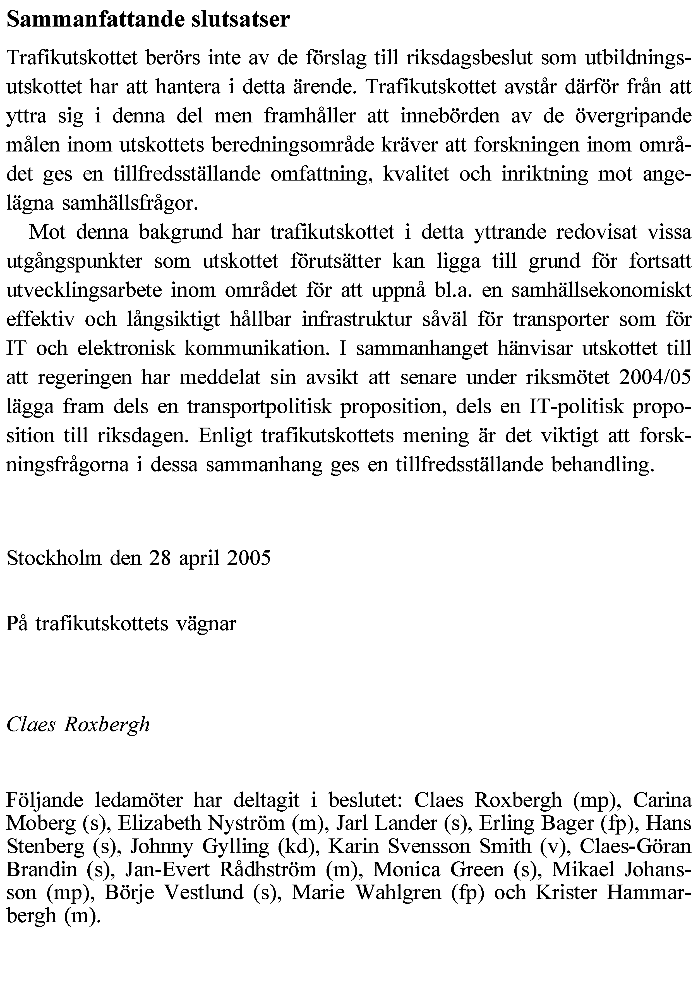 Sammanfattande slutsatser
Trafikutskottet berörs inte av de förslag till riksdagsbeslut som utbildnings-
utskottet har att hantera i detta ärende. Trafikutskottet avstår därför från att
yttra sig i denna del men framhåller att innebörden av de övergripande
målen inom utskottets beredningsområde kräver att forskningen inom områ-
det ges en tillfredsställande omfattning, kvalitet och inriktning mot ange-
lägna samhällsfrågor.
Mot denna bakgrund har trafikutskottet i detta yttrande redovisat vissa
utgångspunkter som utskottet förutsätter kan ligga till grund för fortsatt
utvecklingsarbete inom området för att uppnå bl.a. en samhällsekonomiskt
effektiv och långsiktigt hållbar infrastruktur såväl för transporter som för
IT och elektronisk kommunikation. I sammanhanget hänvisar utskottet till
att regeringen har meddelat sin avsikt att senare under riksmötet 2004/05
lägga fram dels en transportpolitisk proposition, dels en IT-politisk propo-
sition till riksdagen. Enligt trafikutskottets mening är det viktigt att forsk-
ningsfrågorna i dessa sammanhang ges en tillfredsställande behandling.
Stockholm den 28 april 2005
På trafikutskottets vägnar
Claes Roxbergh
Följande ledamöter har deltagit i beslutet: Claes Roxbergh (mp), Carina
Moberg (s), Elizabeth Nyström (m), Jarl Lander (s), Erling Bager (fp), Hans
Stenberg (s), Johnny Gylling (kd), Karin Svensson Smith (v), Claes-Göran
Brandin (s), Jan-Evert Rådhström (m), Monica Green (s), Mikael Johans-
son (mp), Börje Vestlund (s), Marie Wahlgren (fp) och Krister Hammar-
bergh (m).